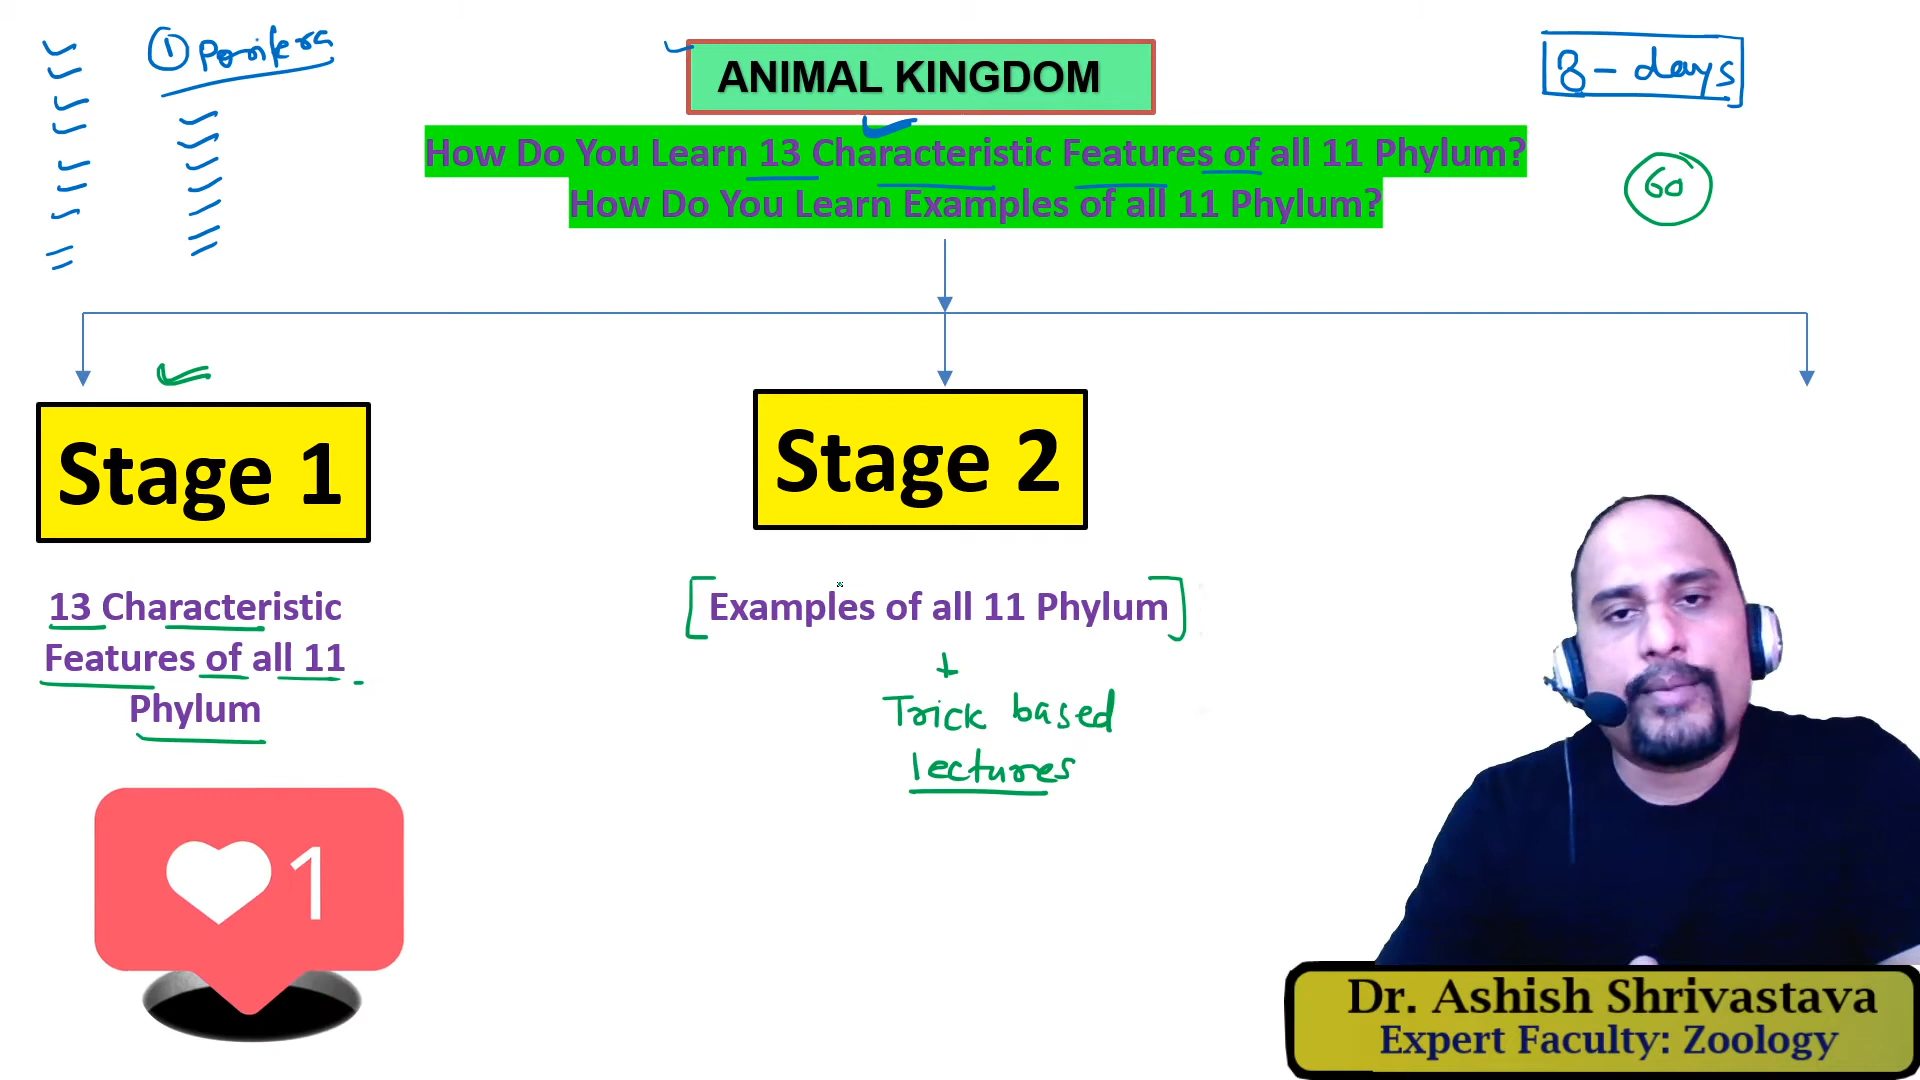 ① Porifera
ANIMAL KINGDOM
8 - days
How Do You Learn 13 Characteristic Features of all 11 Phylum?
How Do You Learn Examples of all 11 Phylum?
60
Stage 1
Stage 2
13 Characteristic
Features of all 11
Phylum
[Examples of all 11 Phylum]
+
Trick based
lectures
1
Dr. Ashish Shrivastava
Expert Faculty: Zoology